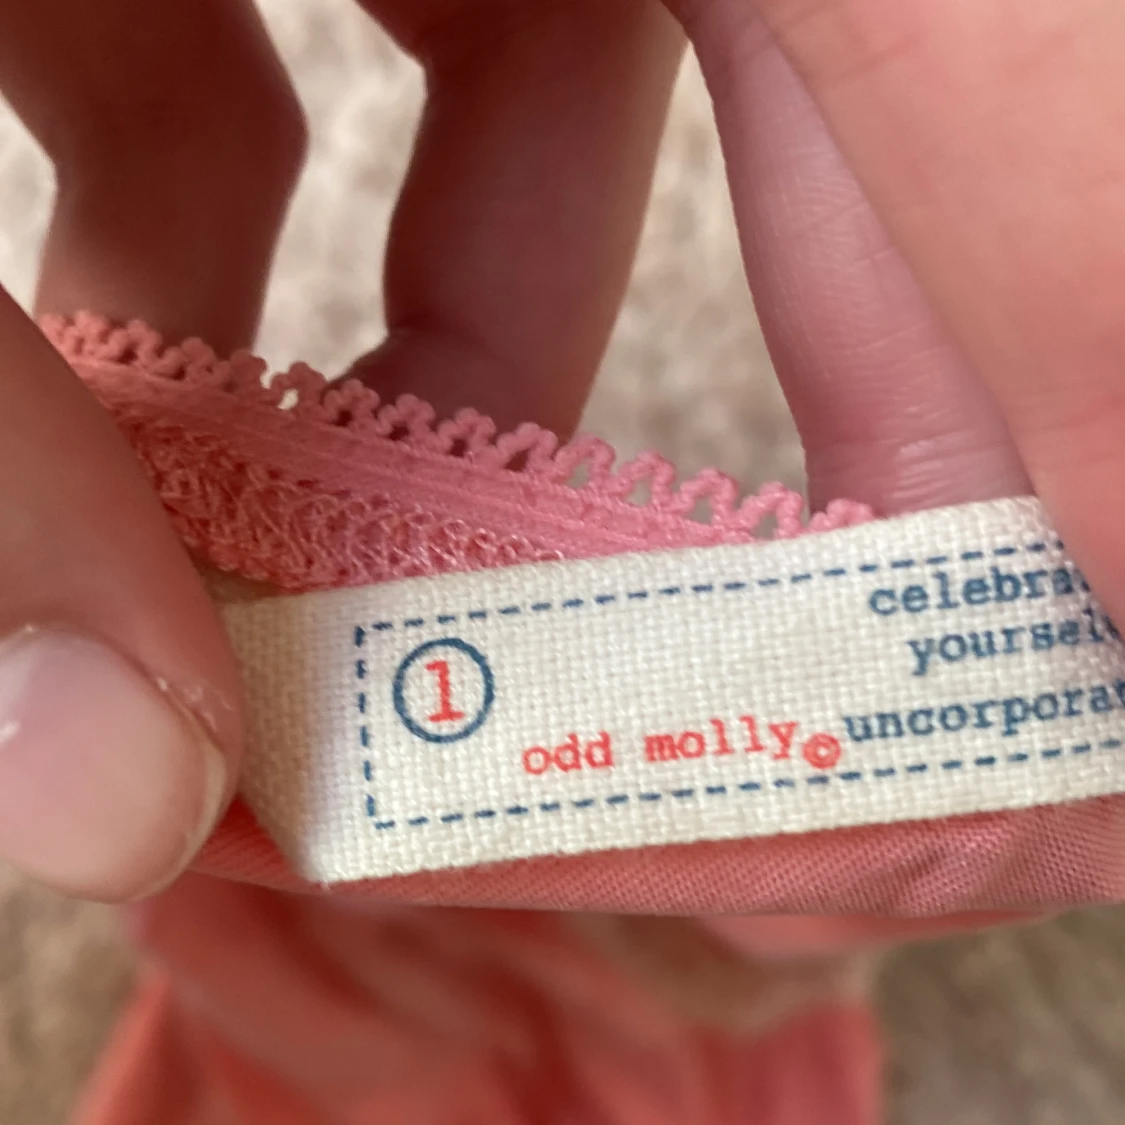 celebra
yoursel
1
odd molly©
uncorpora